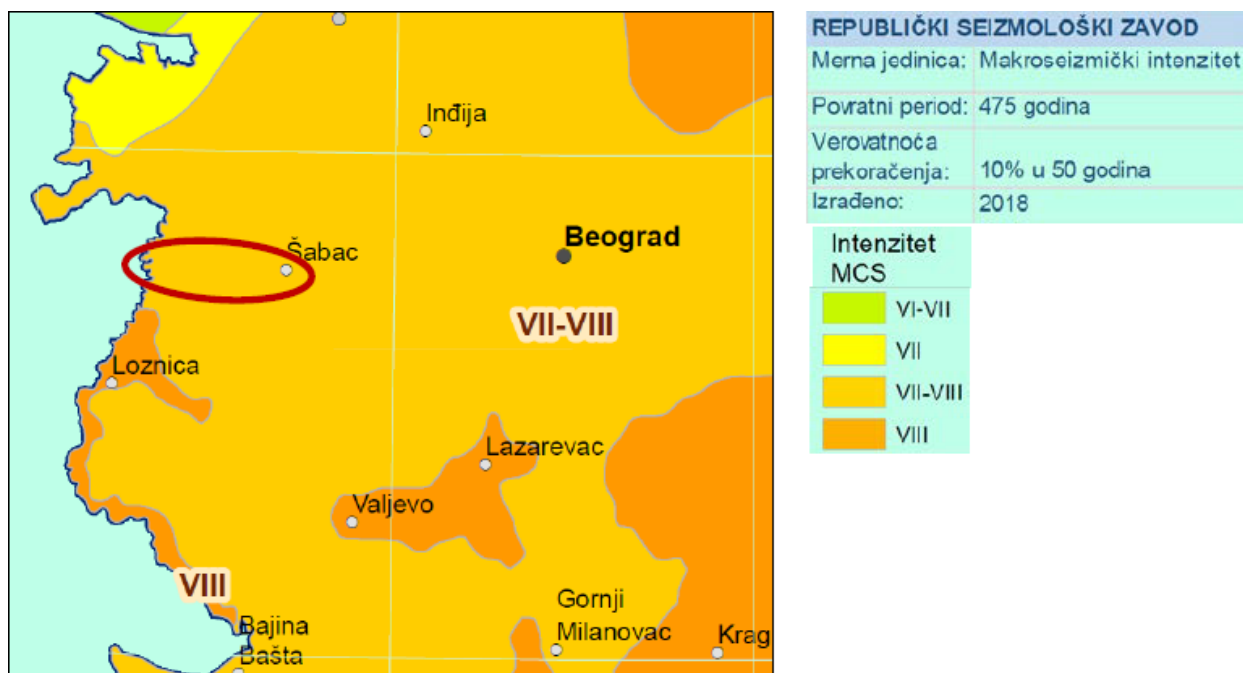 Inđija
Šabac
Beograd
VII-VIII
Loznica
Lazarevac
Valjevo
VIII
Gornji
Milanovac
Bajina
Bašta
Krag
REPUBLIČKI SEIZMOLOŠKI ZAVOD
Merna jedinica: Makroseizmički intenzitet
Povratni period: 475 godina
Verovatnoća
prekoračenja: 10% u 50 godina
Izrađeno: 2018
Intenzitet
MCS
VI-VII
VII
VII-VIII
VIII